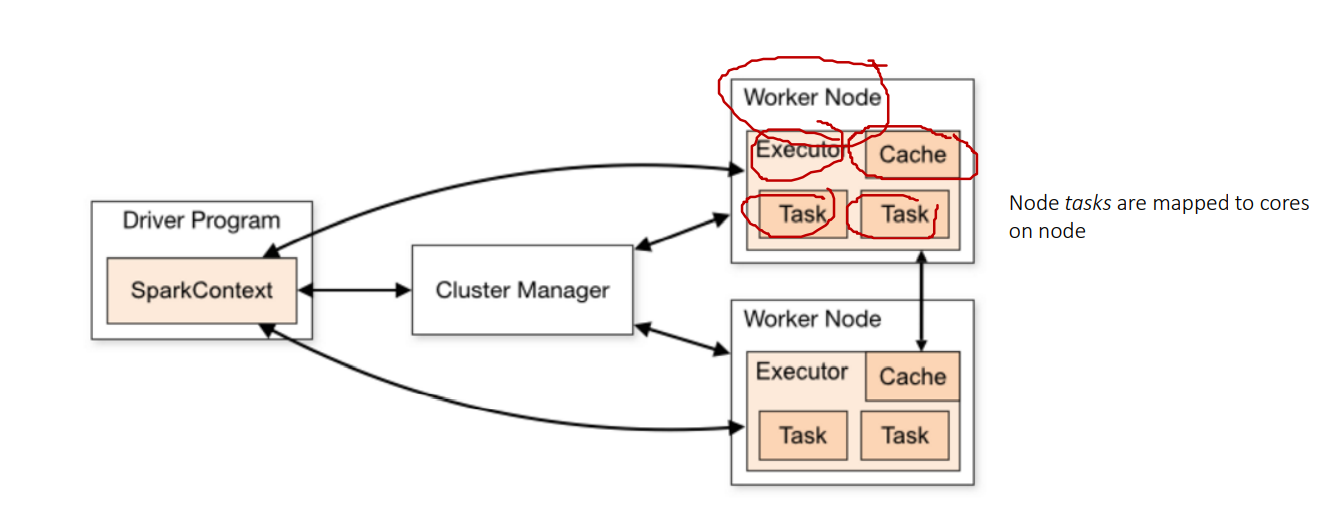 Driver Program
SparkContext
Cluster Manager
Worker Node
Executor
Cache
Task
Task
Worker Node
Executor
Cache
Task
Task
Node tasks are mapped to cores
on node